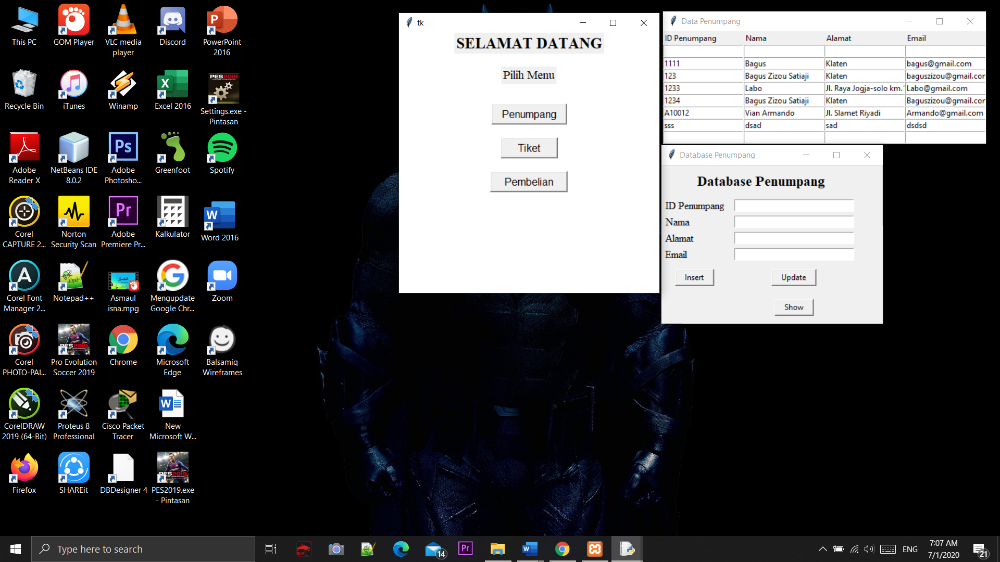 This PC
GOM Player
VLC media
player
Discord
PowerPoint
2016
Recycle Bin
iTunes
Winamp
Excel 2016
Settings.exe -
Pintasan
Adobe
Reader X
NetBeans IDE
8.0.2
Adobe
Photosho...
Greenfoot
Spotify
Corel
CAPTURE 2...
Norton
Security Scan
Adobe
Premiere Pr...
Kalkulator
Word 2016
Corel Font
Manager 2...
Notepad++
Asmaul
isna.mpg
Mengupdate
Google Chr...
Zoom
Corel
PHOTO-PAI...
Pro Evolution
Soccer 2019
Chrome
Microsoft
Edge
Balsamiq
Wireframes
CorelDRAW
2019 (64-Bit)
Proteus 8
Professional
Cisco Packet
Tracer
New
Microsoft W...
Firefox
SHAREit
DBDesigner 4
PES2019.exe
- Pintasan
tk
SELAMAT DATANG
Pilih Menu
Penumpang
Tiket
Pembelian
Data Penumpang
ID Penumpang Nama Alamat Email
1111 Bagus Klaten bagus@gmail.com
123 Bagus Zizou Satiaji Klaten baguszizou@gmail.cor
1233 Labo Jl. Raya Jogja-solo km. Labo@gmail.com
1234 Bagus Zizou Satiaji Klaten Baguszizou@gmail.cor
A10012 Vian Armando Jl. Slamet Riyadi Armando@gmail.com
sss dsad sad dsdsd
Database Penumpang
Database Penumpang
ID Penumpang
Nama
Alamat
Email
Insert Update
Show
Type here to search
14
ENG
7:07 AM
7/1/2020
21